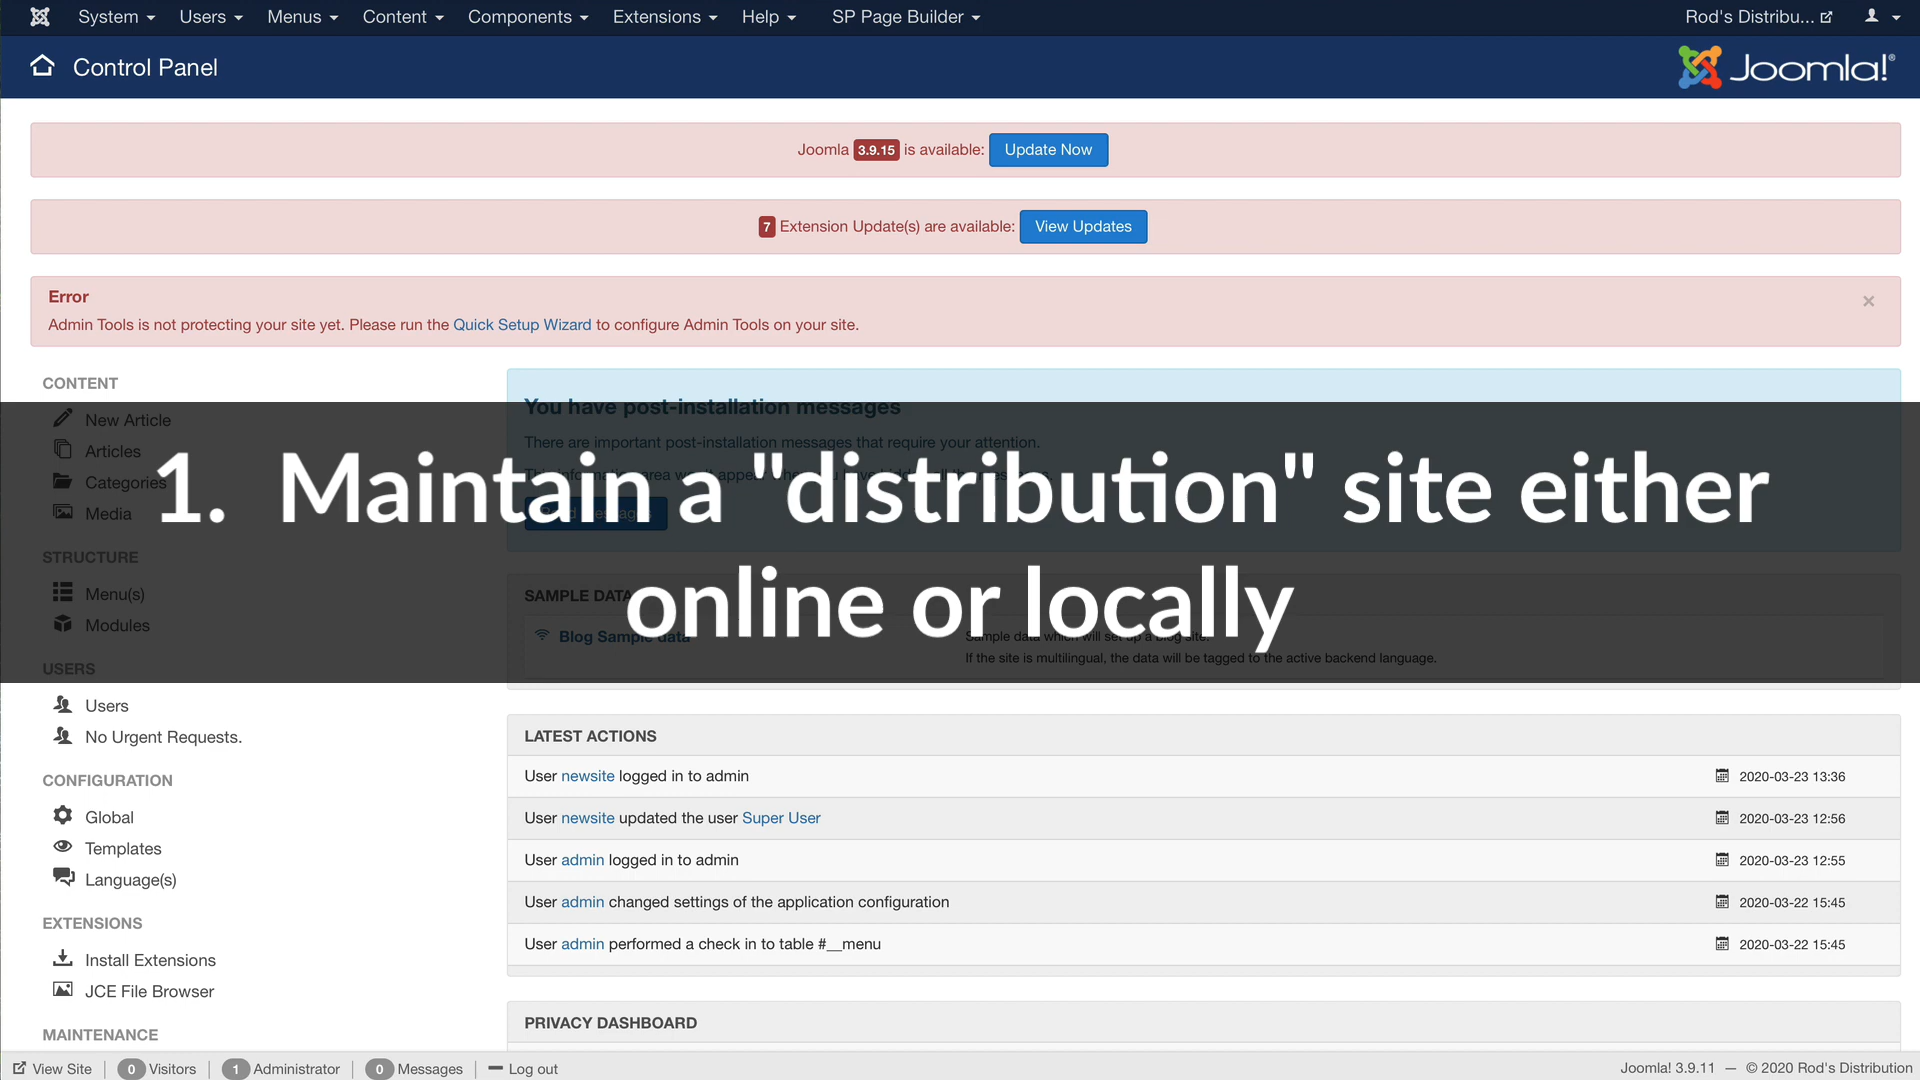 System Users Menus Content Components Extensions Help SP Page Builder Rod's Distribu...
Control Panel Joomla!®
Joomla 3.9.15 is available: Update Now
7 Extension Update(s) are available: View Updates
Error
Admin Tools is not protecting your site yet. Please run the Quick Setup Wizard to configure Admin Tools on your site.
CONTENT
New Article
Articles
Categories
Media
STRUCTURE
Menu(s)
Modules
USERS
Users
No Urgent Requests.
CONFIGURATION
Global
Templates
Language(s)
EXTENSIONS
Install Extensions
JCE File Browser
MAINTENANCE
You have post-installation messages
There are important post-installation messages that require your attention.
1. Maintain a "distribution" site either
online or locally
SAMPLE DATA
Blog Sample data
Sample data which will set up a blog site.
If the site is multilingual, the data will be tagged to the active backend language.
LATEST ACTIONS
User newsite logged in to admin 2020-03-23 13:36
User newsite updated the user Super User 2020-03-23 12:56
User admin logged in to admin 2020-03-23 12:55
User admin changed settings of the application configuration 2020-03-22 15:45
User admin performed a check in to table #__menu 2020-03-22 15:45
PRIVACY DASHBOARD
View Site 0 Visitors 1 Administrator 0 Messages Log out Joomla! 3.9.11 — © 2020 Rod's Distribution